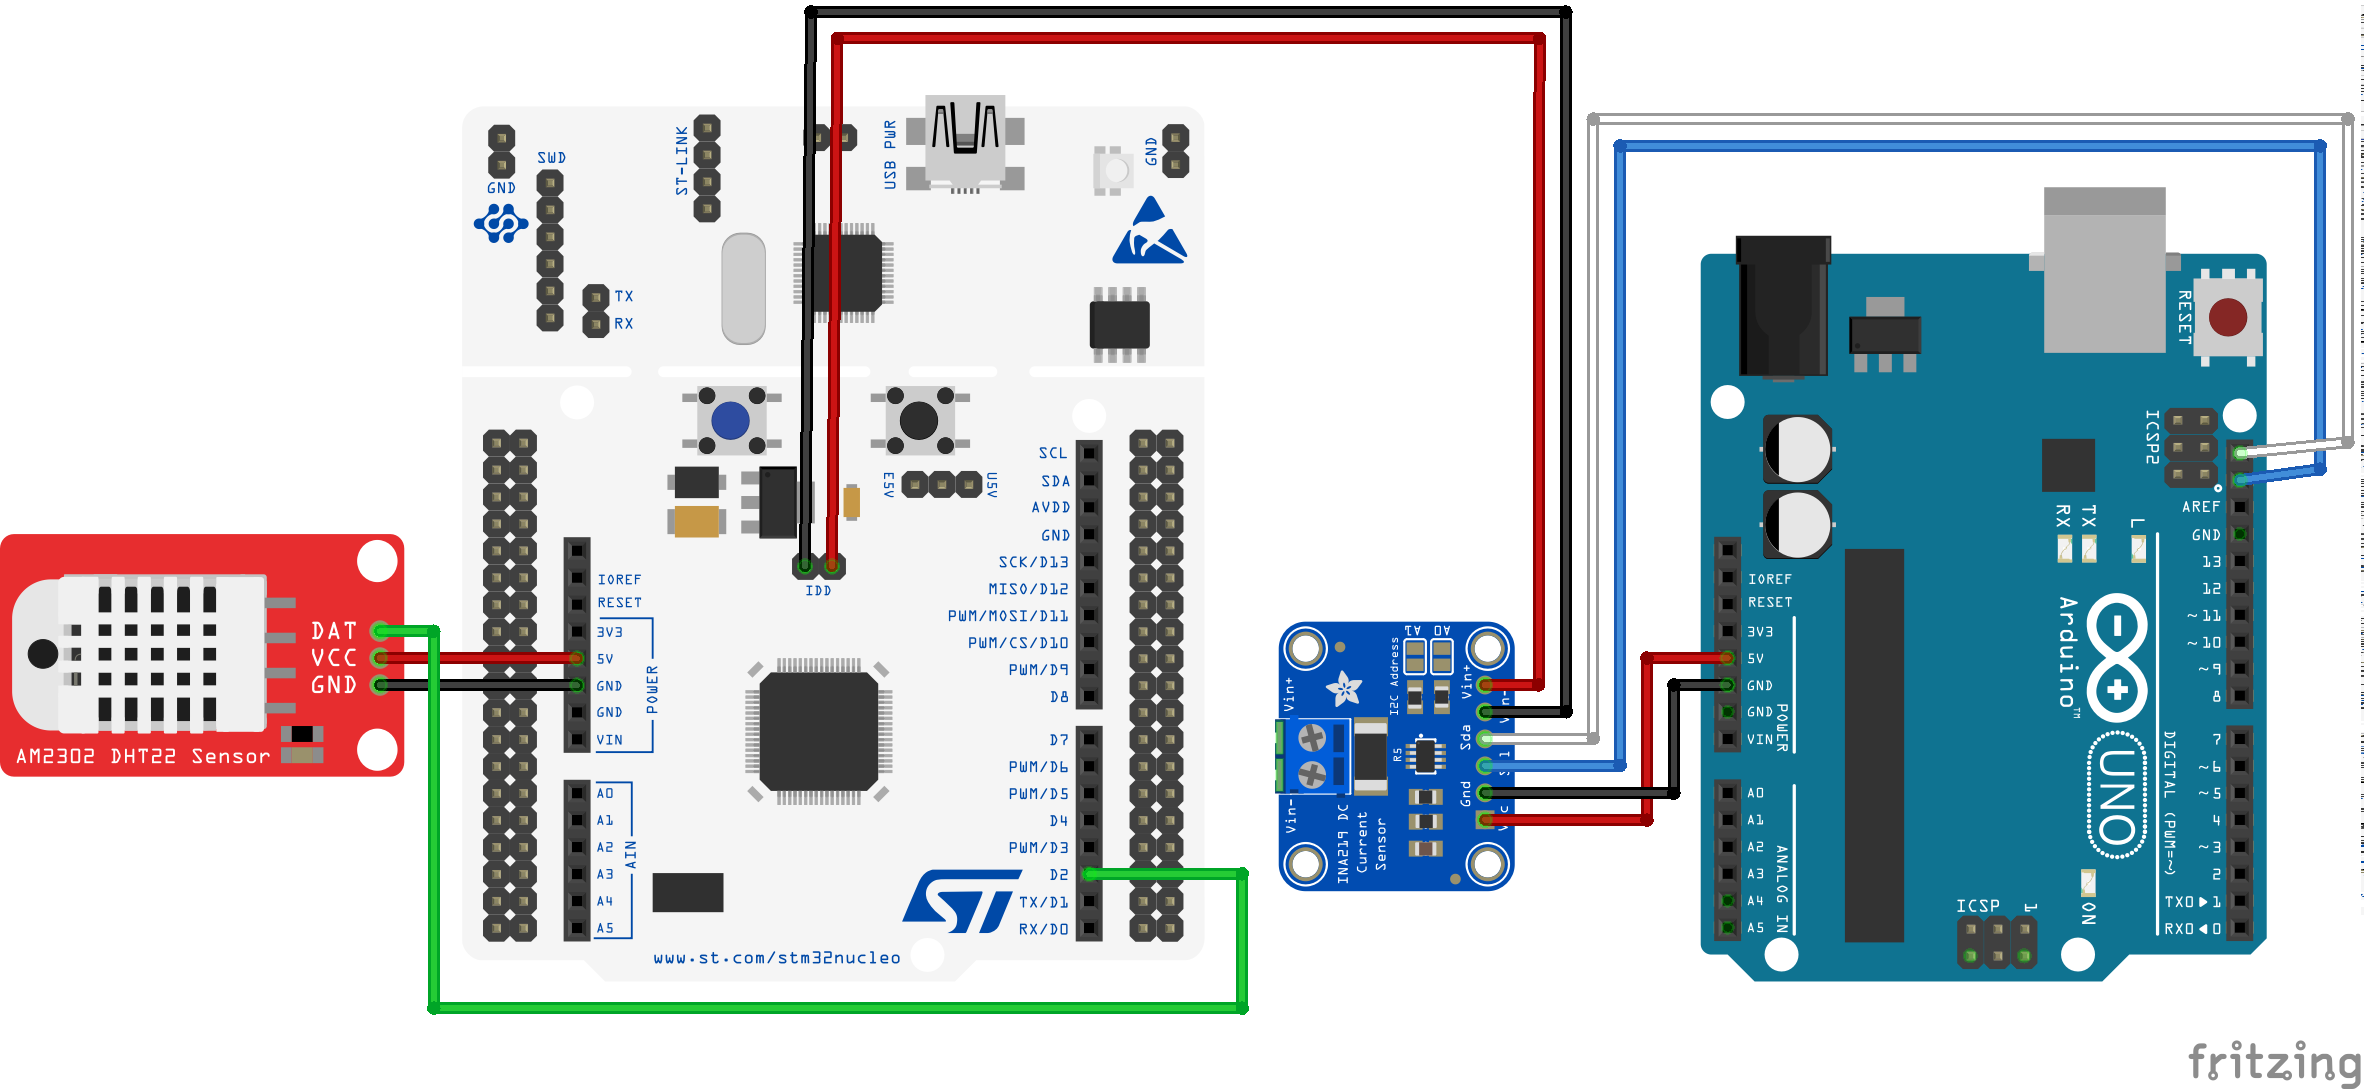 DAT
VCC
GND
AM2302 DHT22 Sensor
GND
SWD
ST-LINK
USB PWR
GND
TX
RX
E5V
U5V
IDD
IOREF
RESET
3V3
5V
GND
GND
VIN
POWER
A0
A1
A2
A3
A4
A5
AIN
SCL
SDA
AVDD
GND
SCK/D13
MISO/D12
PWM/MOSI/D11
PWM/CS/D10
PWM/D9
D8
D7
PWM/D6
PWM/D5
D4
PWM/D3
D2
TX/D1
RX/D0
ST
www.st.com/stm32nucleo
A1
A0
I2C Address
Vin+
Vin-
Vin+
Sda
Gnd
R5
INA219 DC
Current
Sensor
RESET
ICSP2
RX
TX
L
AREF
GND
13
12
~11
~10
~9
8
7
~6
~5
4
~3
2
TX0▶1
RX0◀0
DIGITAL (PWM=~)
Arduino™
UNO
IOREF
RESET
3V3
5V
GND
GND
VIN
POWER
A0
A1
A2
A3
A4
A5
ANALOG IN
ICSP
1
ON
fritzing